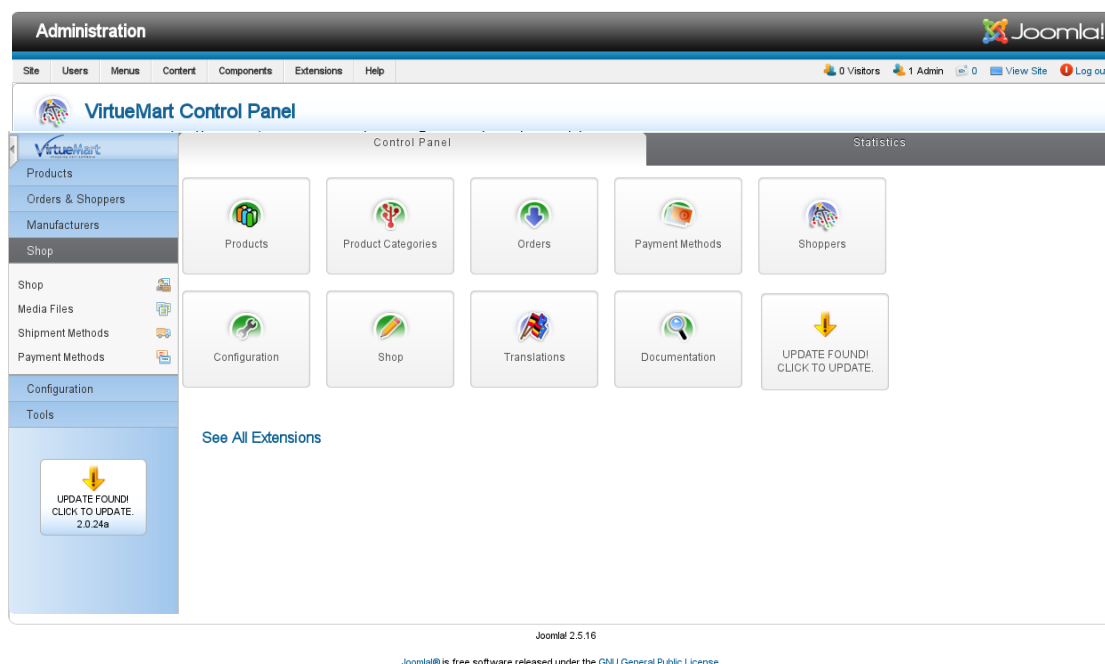 Administration
Joomla!
Site Users Menus Content Components Extensions Help
0 Visitors 1 Admin 0 View Site Log ou
VirtueMart Control Panel
VirtueMart
Control Panel
Statistics
Products
Orders & Shoppers
Manufacturers
Shop
Shop
Media Files
Shipment Methods
Payment Methods
Configuration
Tools
UPDATE FOUND!
CLICK TO UPDATE.
2.0.24a
Products
Product Categories
Orders
Payment Methods
Shoppers
Configuration
Shop
Translations
Documentation
UPDATE FOUND!
CLICK TO UPDATE.
See All Extensions
Joomla! 2.5.16
Joomla!® is free software released under the GNU General Public License.